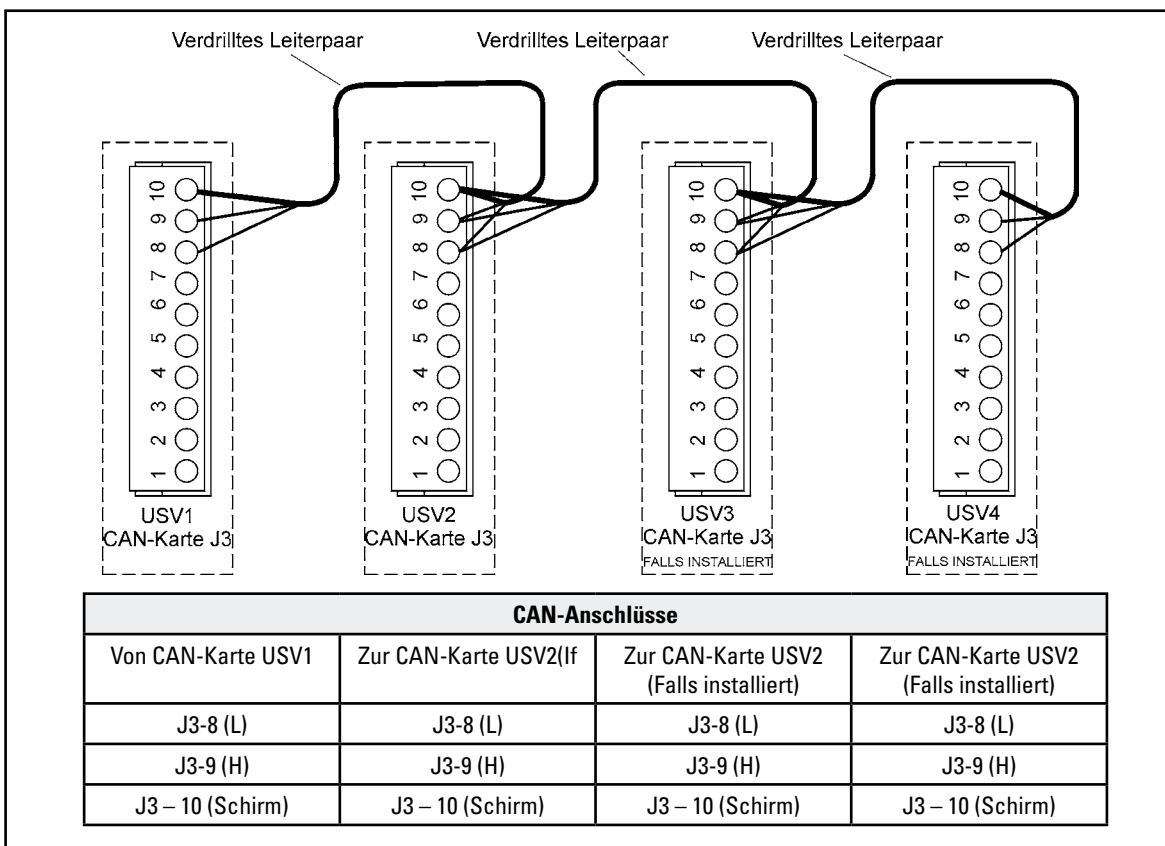 Verdrilltes Leiterpaar Verdrilltes Leiterpaar Verdrilltes Leiterpaar
10 10 10 10
9 9 9 9
8 8 8 8
7 7 7 7
6 6 6 6
5 5 5 5
4 4 4 4
3 3 3 3
2 2 2 2
1 1 1 1
USV1 USV2 USV3 USV4
CAN-Karte J3 CAN-Karte J3 CAN-Karte J3 CAN-Karte J3
FALLS INSTALLIERT FALLS INSTALLIERT
CAN-Anschlüsse
Von CAN-Karte USV1 Zur CAN-Karte USV2(If Zur CAN-Karte USV2 Zur CAN-Karte USV2
(Falls installiert) (Falls installiert)
J3-8 (L) J3-8 (L) J3-8 (L) J3-8 (L)
J3-9 (H) J3-9 (H) J3-9 (H) J3-9 (H)
J3 – 10 (Schirm) J3 – 10 (Schirm) J3 – 10 (Schirm) J3 – 10 (Schirm)